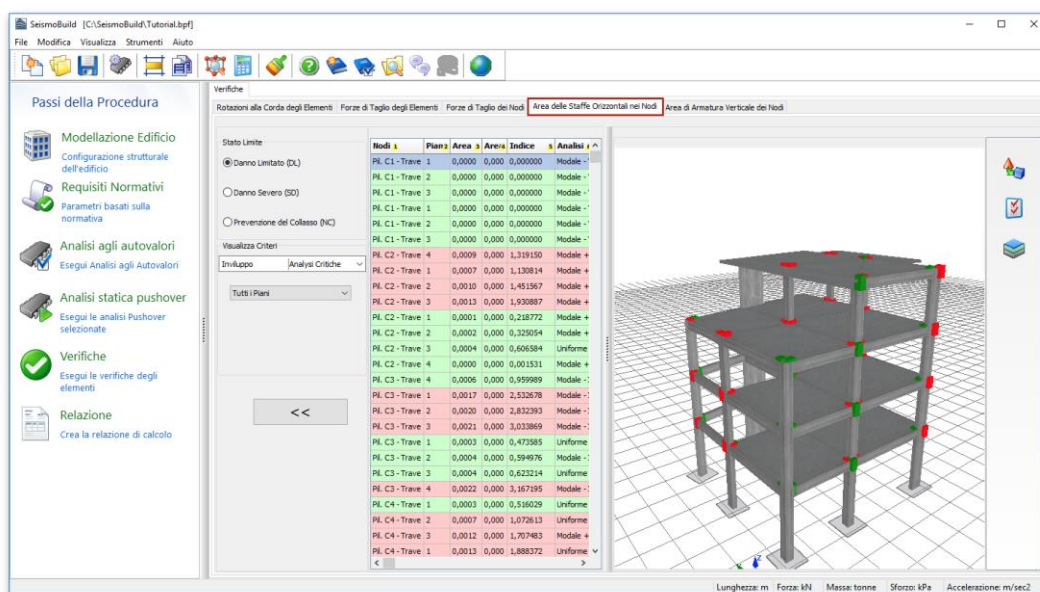 SeismoBuild [C:\SeismoBuild\Tutorial.bpf]
File Modifica Visualizza Strumenti Aiuto
Passi della Procedura
Modellazione Edificio
Configurazione strutturale
dell'edificio
Requisiti Normativi
Parametri basati sulla
normativa
Analisi agli autovalori
Esegui Analisi agli Autovalori
Analisi statica pushover
Esegui le analisi Pushover
selezionate
Verifiche
Esegui le verifiche degli
elementi
Relazione
Crea la relazione di calcolo
Verifiche
Rotazioni alla Corda degli Elementi Forze di Taglio degli Elementi Forze di Taglio dei Nodi Area delle Staffe Orizzontali nei Nodi Area di Armatura Verticale dei Nodi
Stato Limite
Danno Limitato (DL)
Danno Severo (SD)
Prevenzione del Collasso (NC)
Visualizza Criteri
Inviluppo Analysi Critiche
Tutti i Piani
<<
Nodi 1 Pian 2 Area 3 Are 4 Indice 5 Analisi
Pil. C1 - Trave 1 0,0000 0,000 0,000000 Modale -
Pil. C1 - Trave 2 0,0000 0,000 0,000000 Modale -
Pil. C1 - Trave 3 0,0000 0,000 0,000000 Modale -
Pil. C1 - Trave 1 0,0000 0,000 0,000000 Modale -
Pil. C1 - Trave 2 0,0000 0,000 0,000000 Modale -
Pil. C1 - Trave 3 0,0000 0,000 0,000000 Modale -
Pil. C2 - Trave 4 0,0009 0,000 1,319150 Modale +
Pil. C2 - Trave 1 0,0007 0,000 1,130814 Modale +
Pil. C2 - Trave 2 0,0010 0,000 1,451567 Modale +
Pil. C2 - Trave 3 0,0013 0,000 1,930887 Modale +
Pil. C2 - Trave 1 0,0001 0,000 0,218772 Modale +
Pil. C2 - Trave 2 0,0002 0,000 0,325054 Modale +
Pil. C2 - Trave 3 0,0004 0,000 0,606584 Uniforme
Pil. C2 - Trave 4 0,0000 0,000 0,001531 Modale +
Pil. C3 - Trave 4 0,0006 0,000 0,959989 Modale -
Pil. C3 - Trave 1 0,0017 0,000 2,532678 Modale -
Pil. C3 - Trave 2 0,0020 0,000 2,832393 Modale -
Pil. C3 - Trave 3 0,0021 0,000 3,033869 Modale -
Pil. C3 - Trave 1 0,0003 0,000 0,473585 Uniforme
Pil. C3 - Trave 2 0,0004 0,000 0,594976 Modale -
Pil. C3 - Trave 3 0,0004 0,000 0,623214 Uniforme
Pil. C3 - Trave 4 0,0022 0,000 3,167195 Modale -
Pil. C4 - Trave 1 0,0003 0,000 0,516029 Uniforme
Pil. C4 - Trave 2 0,0007 0,000 1,072613 Uniforme
Pil. C4 - Trave 3 0,0012 0,000 1,707483 Modale +
Pil. C4 - Trave 1 0,0013 0,000 1,888372 Uniforme
Lunghezza: m Forza: kN Massa: tonne Sforzo: kPa Accelerazione: m/sec2